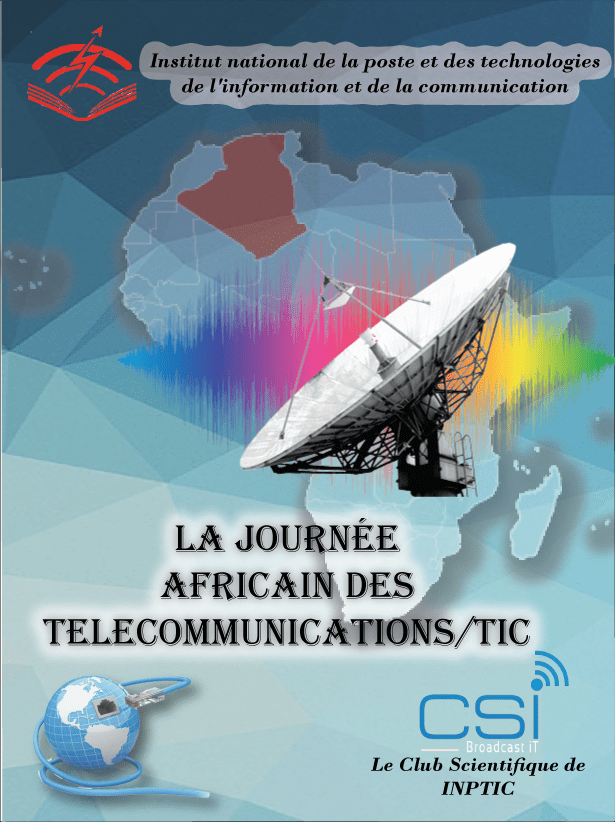 Institut national de la poste et des technologies
de l'information et de la communication
LA JOURNÉE
AFRICAIN DES
TELECOMMUNICATIONS/TIC
csi
Broadcast iT
Le Club Scientifique de
INPTIC